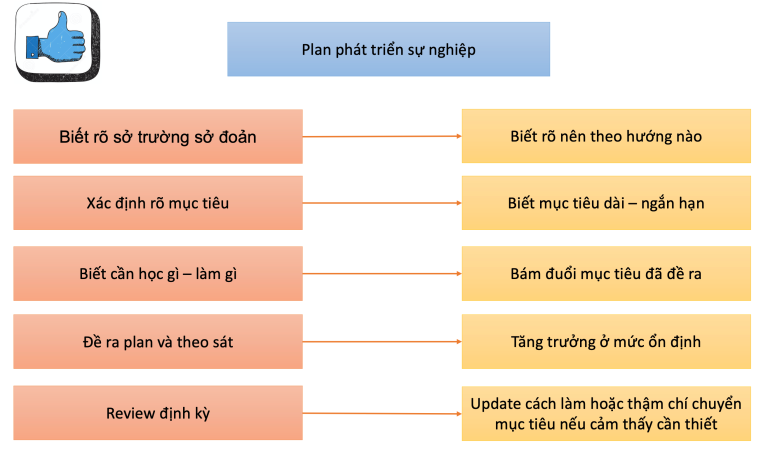 Plan phát triển sự nghiệp
Biết rõ sở trường sở đoản
Biết rõ nên theo hướng nào
Xác định rõ mục tiêu
Biết mục tiêu dài – ngắn hạn
Biết cần học gì – làm gì
Bám đuổi mục tiêu đã đề ra
Đề ra plan và theo sát
Tăng trưởng ở mức ổn định
Review định kỳ
Update cách làm hoặc thậm chí chuyển
mục tiêu nếu cảm thấy cần thiết